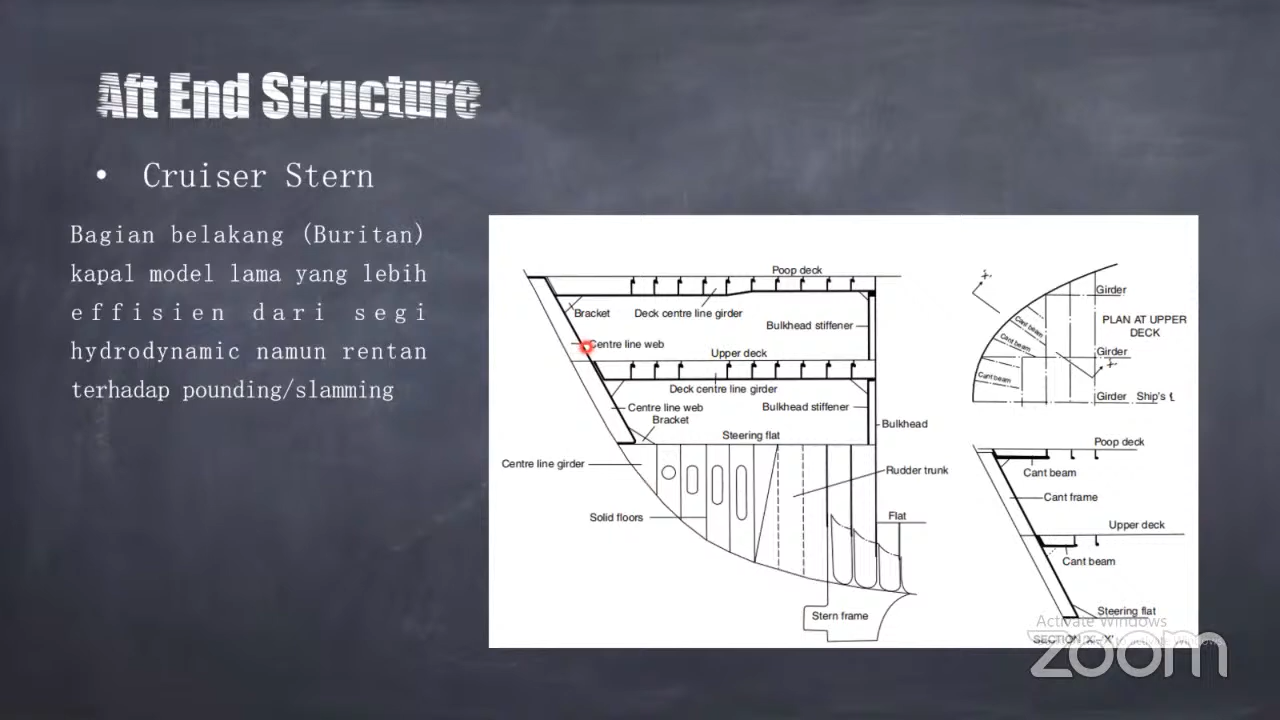 Aft End Structure
• Cruiser Stern
Bagian belakang (Buritan)
kapal model lama yang lebih
effisien dari segi
hydrodynamic namun rentan
terhadap pounding/slamming
Poop deck
Bracket
Deck centre line girder
Bulkhead stiffener
Centre line web
Upper deck
Deck centre line girder
Centre line web
Bulkhead stiffener
Bracket
Bulkhead
Steering flat
Centre line girder
Rudder trunk
Solid floors
Flat
Stern frame
X
Girder
Cant beam
PLAN AT UPPER
DECK
Cant beam
Girder
X
Cant beam
Girder Ship's ℄
Poop deck
Cant beam
Cant frame
Upper deck
Cant beam
Steering flat
Activate Windows
SECTION 'X'-'X'
zoom